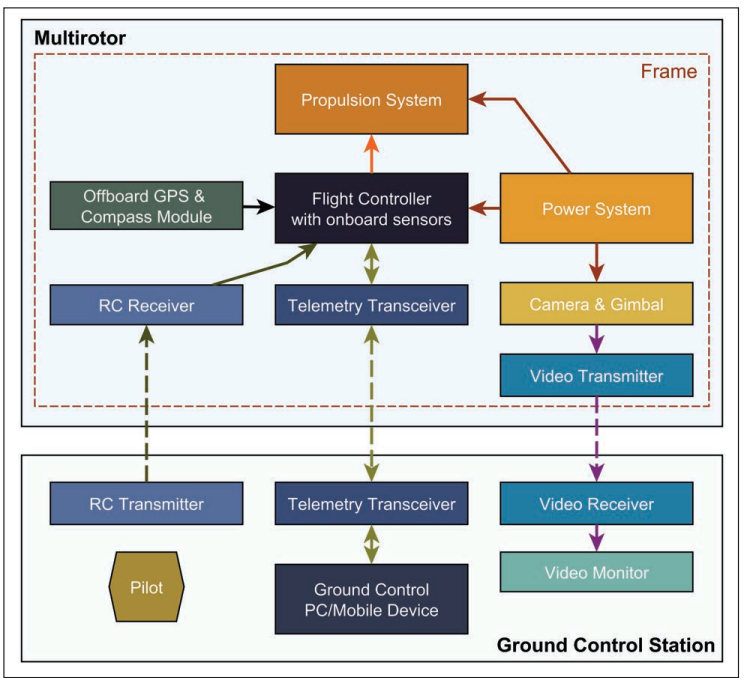 Multirotor
Frame
Propulsion System
Offboard GPS &
Compass Module
Flight Controller
with onboard sensors
Power System
RC Receiver
Telemetry Transceiver
Camera & Gimbal
Video Transmitter
RC Transmitter
Telemetry Transceiver
Video Receiver
Pilot
Ground Control
PC/Mobile Device
Video Monitor
Ground Control Station